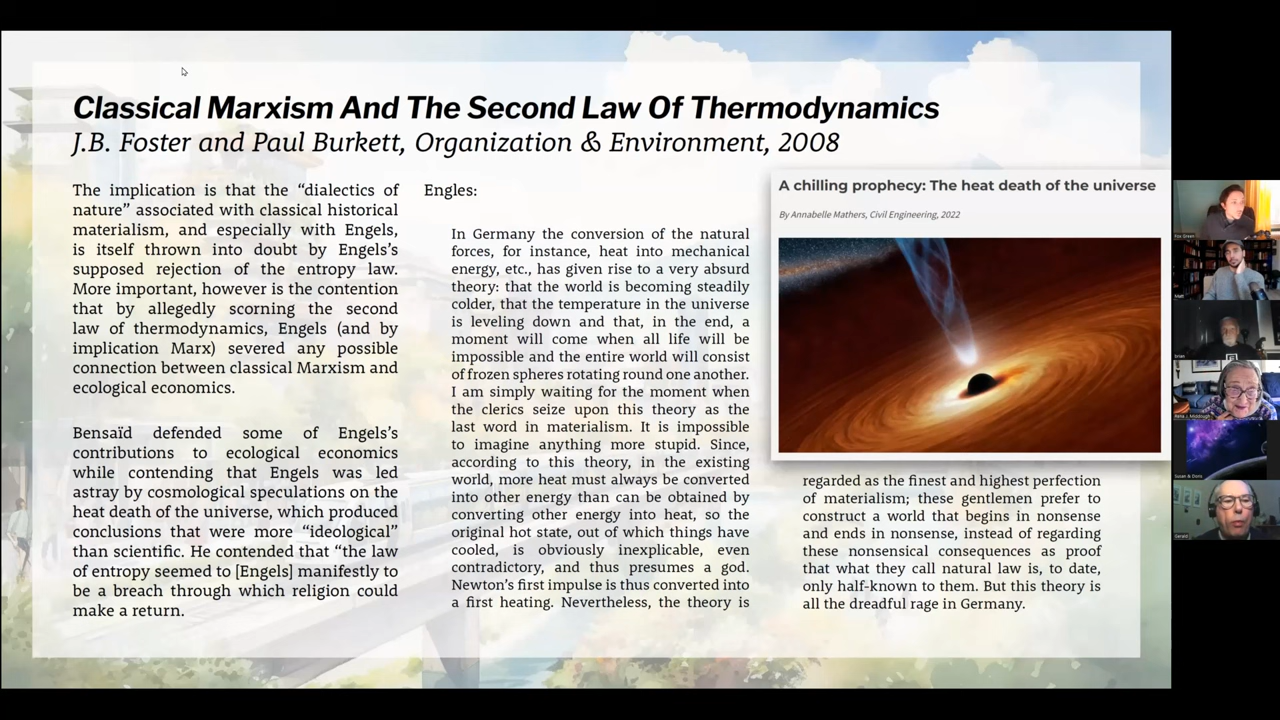 Classical Marxism And The Second Law Of Thermodynamics
J.B. Foster and Paul Burkett, Organization & Environment, 2008
The implication is that the “dialectics of
nature” associated with classical historical
materialism, and especially with Engels,
is itself thrown into doubt by Engels’s
supposed rejection of the entropy law.
More important, however is the contention
that by allegedly scorning the second
law of thermodynamics, Engels (and by
implication Marx) severed any possible
connection between classical Marxism and
ecological economics.
Bensaïd defended some of Engels’s
contributions to ecological economics
while contending that Engels was led
astray by cosmological speculations on the
heat death of the universe, which produced
conclusions that were more “ideological”
than scientific. He contended that “the law
of entropy seemed to [Engels] manifestly to
be a breach through which religion could
make a return.
Engles:
In Germany the conversion of the natural
forces, for instance, heat into mechanical
energy, etc., has given rise to a very absurd
theory: that the world is becoming steadily
colder, that the temperature in the universe
is leveling down and that, in the end, a
moment will come when all life will be
impossible and the entire world will consist
of frozen spheres rotating round one another.
I am simply waiting for the moment when
the clerics seize upon this theory as the
last word in materialism. It is impossible
to imagine anything more stupid. Since,
according to this theory, in the existing
world, more heat must always be converted
into other energy than can be obtained by
converting other energy into heat, so the
original hot state, out of which things have
cooled, is obviously inexplicable, even
contradictory, and thus presumes a god.
Newton’s first impulse is thus converted into
a first heating. Nevertheless, the theory is
A chilling prophecy: The heat death of the universe
By Annabelle Mathers, Civil Engineering, 2022
regarded as the finest and highest perfection
of materialism; these gentlemen prefer to
construct a world that begins in nonsense
and ends in nonsense, instead of regarding
these nonsensical consequences as proof
that what they call natural law is, to date,
only half-known to them. But this theory is
all the dreadful rage in Germany.
Matt
brian
Susan & Doris
Gerald